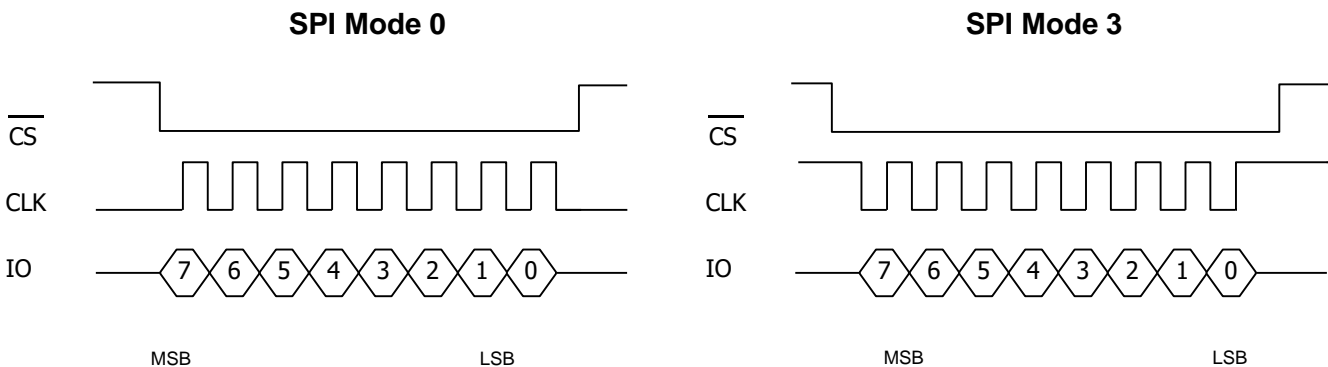 SPI Mode 0
CS
CLK
IO
7 6 5 4 3 2 1 0
MSB LSB
SPI Mode 3
CS
CLK
IO
7 6 5 4 3 2 1 0
MSB LSB